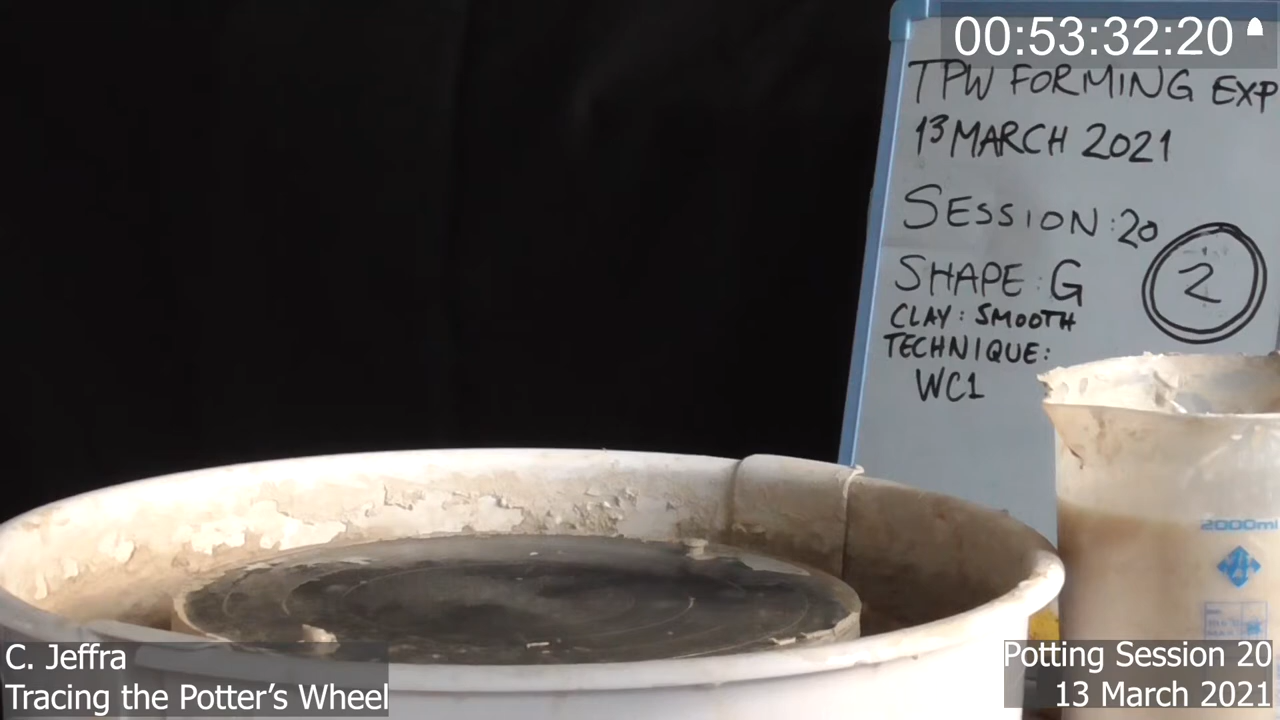 00:53:32:20
TPW FORMING EXP
13 MARCH 2021
SESSION: 20
SHAPE: G
2
CLAY: SMOOTH
TECHNIQUE:
WC1
2000ml
C. Jeffra
Tracing the Potter's Wheel
Potting Session 20
13 March 2021